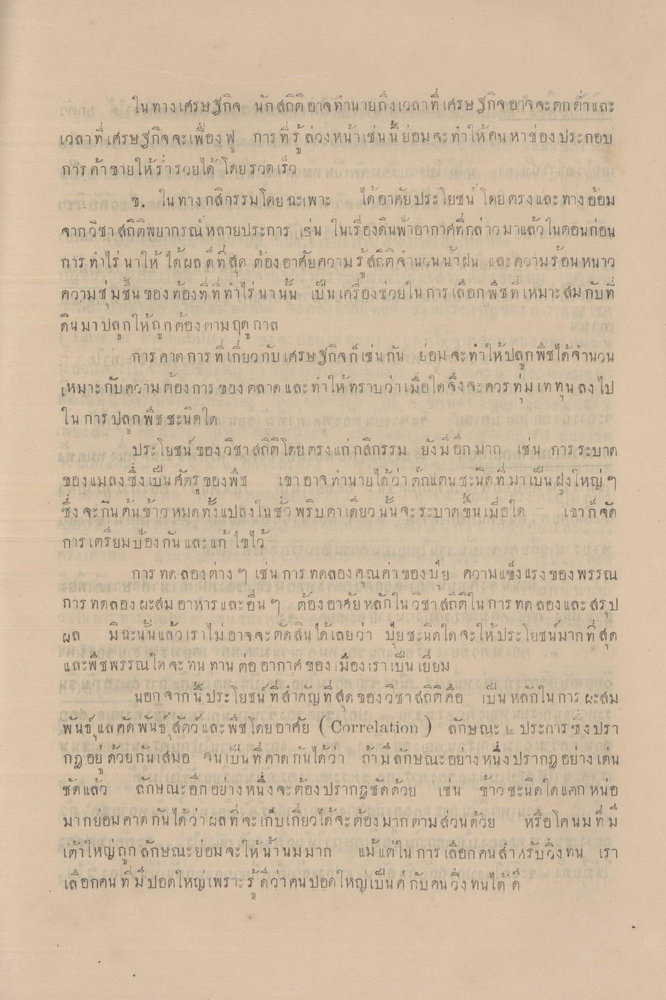 ในทางเศรษฐกิจ นักสถิติอาจทำนายถึงเวลาที่เศรษฐกิจอาจจะตกต่ำและ
เวลาที่เศรษฐกิจจะเฟื่องฟู การที่รู้ล่วงหน้าเช่นนี้ย่อมจะทำให้คนหาช่องประกอบ
การค้าขายให้ร่ำรวยได้โดยรวดเร็ว
ข. ในทางกสิกรรมโดยฉะเพาะ ได้อาศัยประโยชน์โดยตรงและทางอ้อม
จากวิชาสถิติพยากรณ์หลายประการ เช่น ในเรื่องดินฟ้าอากาศที่กล่าวมาแล้วในตอนก่อน
การทำไร่นาให้ได้ผลดีที่สุด ต้องอาศัยความรู้สถิติจำนวนน้ำฝน และความร้อนหนาว
ความชุ่มชื้นของท้องที่ที่ทำไร่นานั้น เป็นเครื่องช่วยในการเลือกพืชที่เหมาะสมกับที่
ดินมาปลูกให้ถูกต้องตามฤดูกาล
การคาดการที่เกี่ยวกับเศรษฐกิจก็เช่นกัน ย่อมจะทำให้ปลูกพืชได้จำนวน
เหมาะกับความต้องการของตลาดและทำให้ทราบว่าเมื่อใดจึงจะควรทุ่มเททุนลงไป
ในการปลูกพืชชะนิดใด
ประโยชน์ของวิชาสถิติโดยตรงแก่กสิกรรม ยังมีอีกมาก เช่น การระบาด
ของแมลงซึ่งเป็นศัตรูของพืช เขาอาจทำนายได้ว่าตั๊กแตนชะนิดที่มาเป็นฝูงใหญ่ๆ
ซึ่งจะกินต้นข้าวหมดทั้งแปลงในชั่วพริบตาเดียวนั้นจะระบาดขึ้นเมื่อใด เขาก็จัด
การเตรียมป้องกันและแก้ไขไว้
การทดลองต่างๆ เช่นการทดลองคุณค่าของปุ๋ย ความแข็งแรงของพรรณ
การทดลองผะสมอาหารและอื่นๆ ต้องอาศัยหลักในวิชาสถิติในการทดลองและสรุป
ผล มิฉะนั้นแล้วเราไม่อาจจะตัดสินได้เลยว่า ปุ๋ยชะนิดใดจะให้ประโยชน์มากที่สุด
และพืชพรรณใดจะทนทานต่ออากาศของเมืองเราเป็นเยี่ยม
นอกจากนี้ประโยชน์ที่สำคัญที่สุดของวิชาสถิติคือ เป็นหลักในการผะสม
พันธุ์แลคัดพันธุ์สัตว์และพืชโดยอาศัย (Correlation) ลักษณะ ๒ ประการซึ่งปรา
กฏอยู่ด้วยกันเสมอ จนเป็นที่คาดกันได้ว่า ถ้ามีลักษณะอย่างหนึ่งปรากฏอย่างเด่น
ชัดแล้ว ลักษณะอีกอย่างหนึ่งจะต้องปรากฏชัดด้วย เช่น ข้าวชะนิดใดแตกหน่อ
มากย่อมคาดกันได้ว่าผลที่จะเก็บเกี่ยวได้จะต้องมากตามส่วนด้วย หรือโคนมที่มี
เต้าใหญ่ถูกลักษณะย่อมจะให้น้ำนมมาก แม้แต่ในการเลือกคนสำหรับวิ่งทน เรา
เลือกคนที่มีปอดใหญ่เพราะรู้ดีว่าคนปอดใหญ่เป็นคู่กับคนวิ่งทนได้ดี